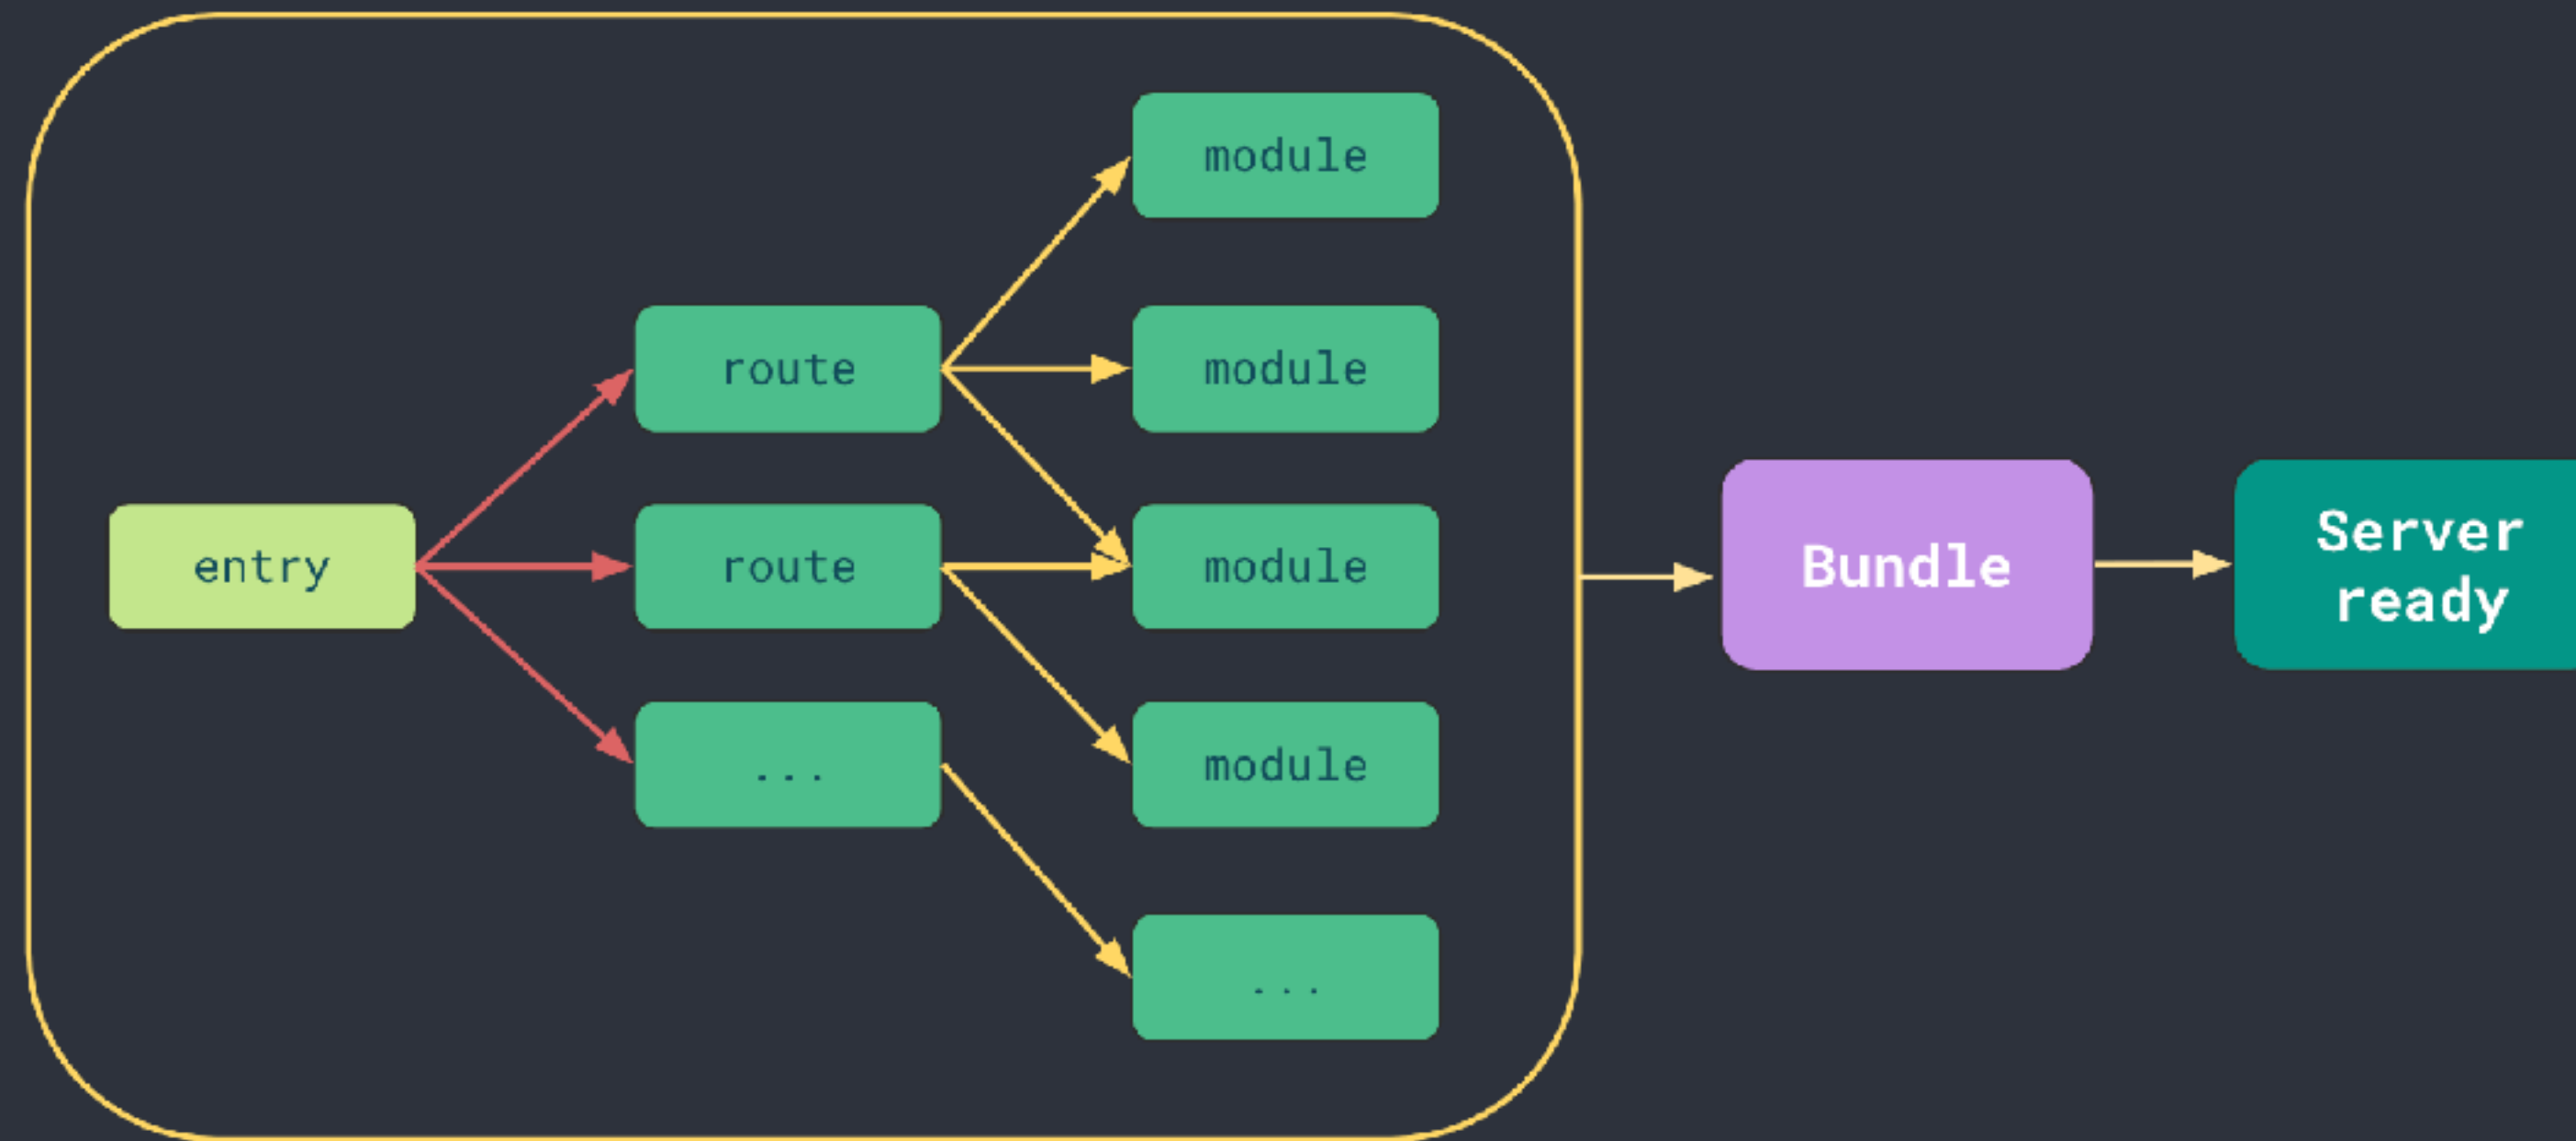 module
route
module
entry
route
module
Bundle
Server
ready
...
module
...